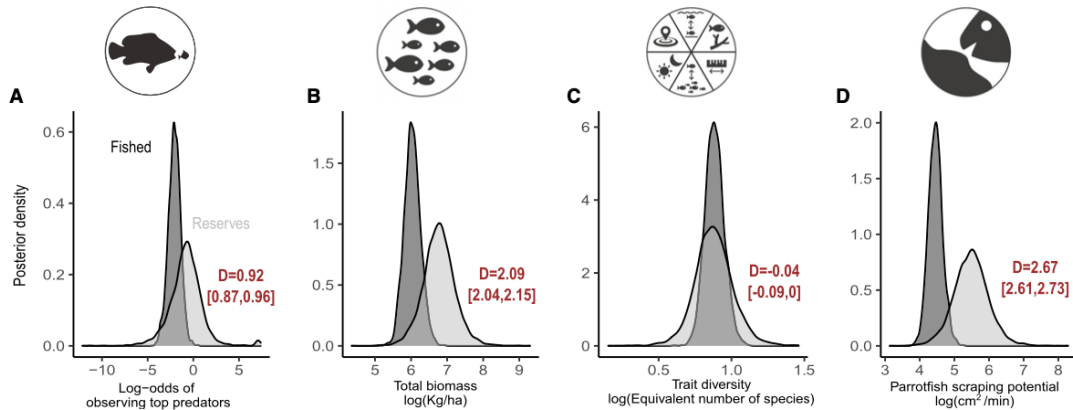 A
B
C
D
Posterior density
0.6
0.4
0.2
0.0
Fished
Reserves
D=0.92
[0.87,0.96]
−10
−5
0
5
Log−odds of
observing top predators
1.5
1.0
0.5
0.0
D=2.09
[2.04,2.15]
5
6
7
8
9
Total biomass
log(Kg/ha)
6
4
2
0
D=-0.04
[-0.09,0]
0.5
1.0
1.5
Trait diversity
log(Equivalent number of species)
2.0
1.5
1.0
0.5
0.0
D=2.67
[2.61,2.73]
3
4
5
6
7
8
Parrotfish scraping potential
log(cm²/min)